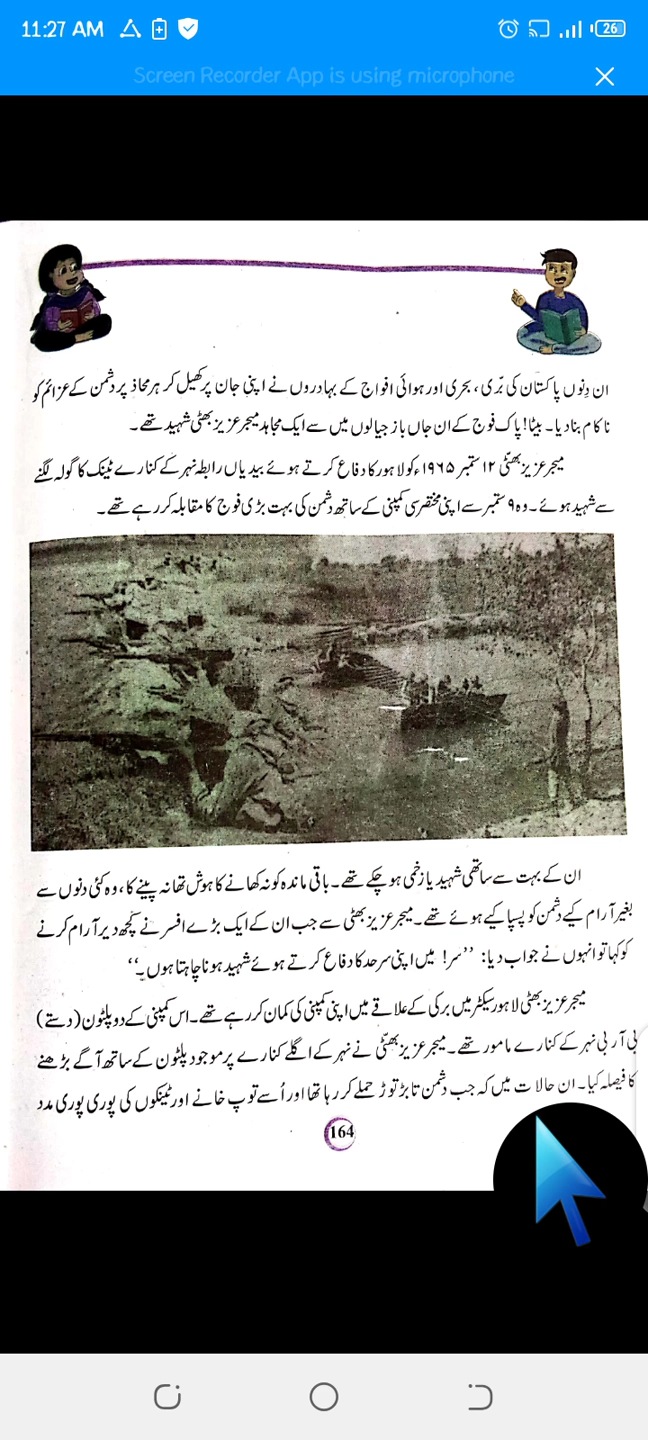 11:27 AM
26
Screen Recorder App is using microphone
ان دِنوں پاکستان کی بَری، بحری اور ہوائی افواج کے بہادروں نے اپنی جان پر کھیل کر ہر محاذ پر دشمن کے عزائم کو
ناکام بنا دیا۔ بیٹا! پاک فوج کے ان جاں باز جیالوں میں سے ایک مجاہد میجر عزیز بھٹی شہید تھے۔
میجر عزیز بھٹی ۱۲ ستمبر ۱۹۶۵ء کو لاہور کا دفاع کرتے ہوئے بیدیاں رابطہ نہر کے کنارے ٹینک کا گولہ لگنے
سے شہید ہوئے۔ وہ ۹ ستمبر سے اپنی مختصر سی کمپنی کے ساتھ دشمن کی بہت بڑی فوج کا مقابلہ کر رہے تھے۔
ان کے بہت سے ساتھی شہید یا زخمی ہو چکے تھے۔ باقی ماندہ کو نہ کھانے کا ہوش تھا نہ پینے کا، وہ کئی دنوں سے
بغیر آرام کیے دشمن کو پسپا کیے ہوئے تھے۔ میجر عزیز بھٹی سے جب ان کے ایک بڑے افسر نے کچھ دیر آرام کرنے
کو کہا تو انہوں نے جواب دیا: ’’سر! میں اپنی سرحد کا دفاع کرتے ہوئے شہید ہونا چاہتا ہوں۔‘‘
میجر عزیز بھٹی لاہور سیکٹر میں برکی کے علاقے میں اپنی کمپنی کی کمان کر رہے تھے۔ اس کمپنی کے دو پلٹون (دستے)
بی آر بی نہر کے کنارے مامور تھے۔ میجر عزیز بھٹی نے نہر کے اگلے کنارے پر موجود پلٹون کے ساتھ آگے بڑھنے
کا فیصلہ کیا۔ ان حالات میں کہ جب دشمن تابڑ توڑ حملے کر رہا تھا اور اُسے توپ خانے اور ٹینکوں کی پوری پوری مدد
164